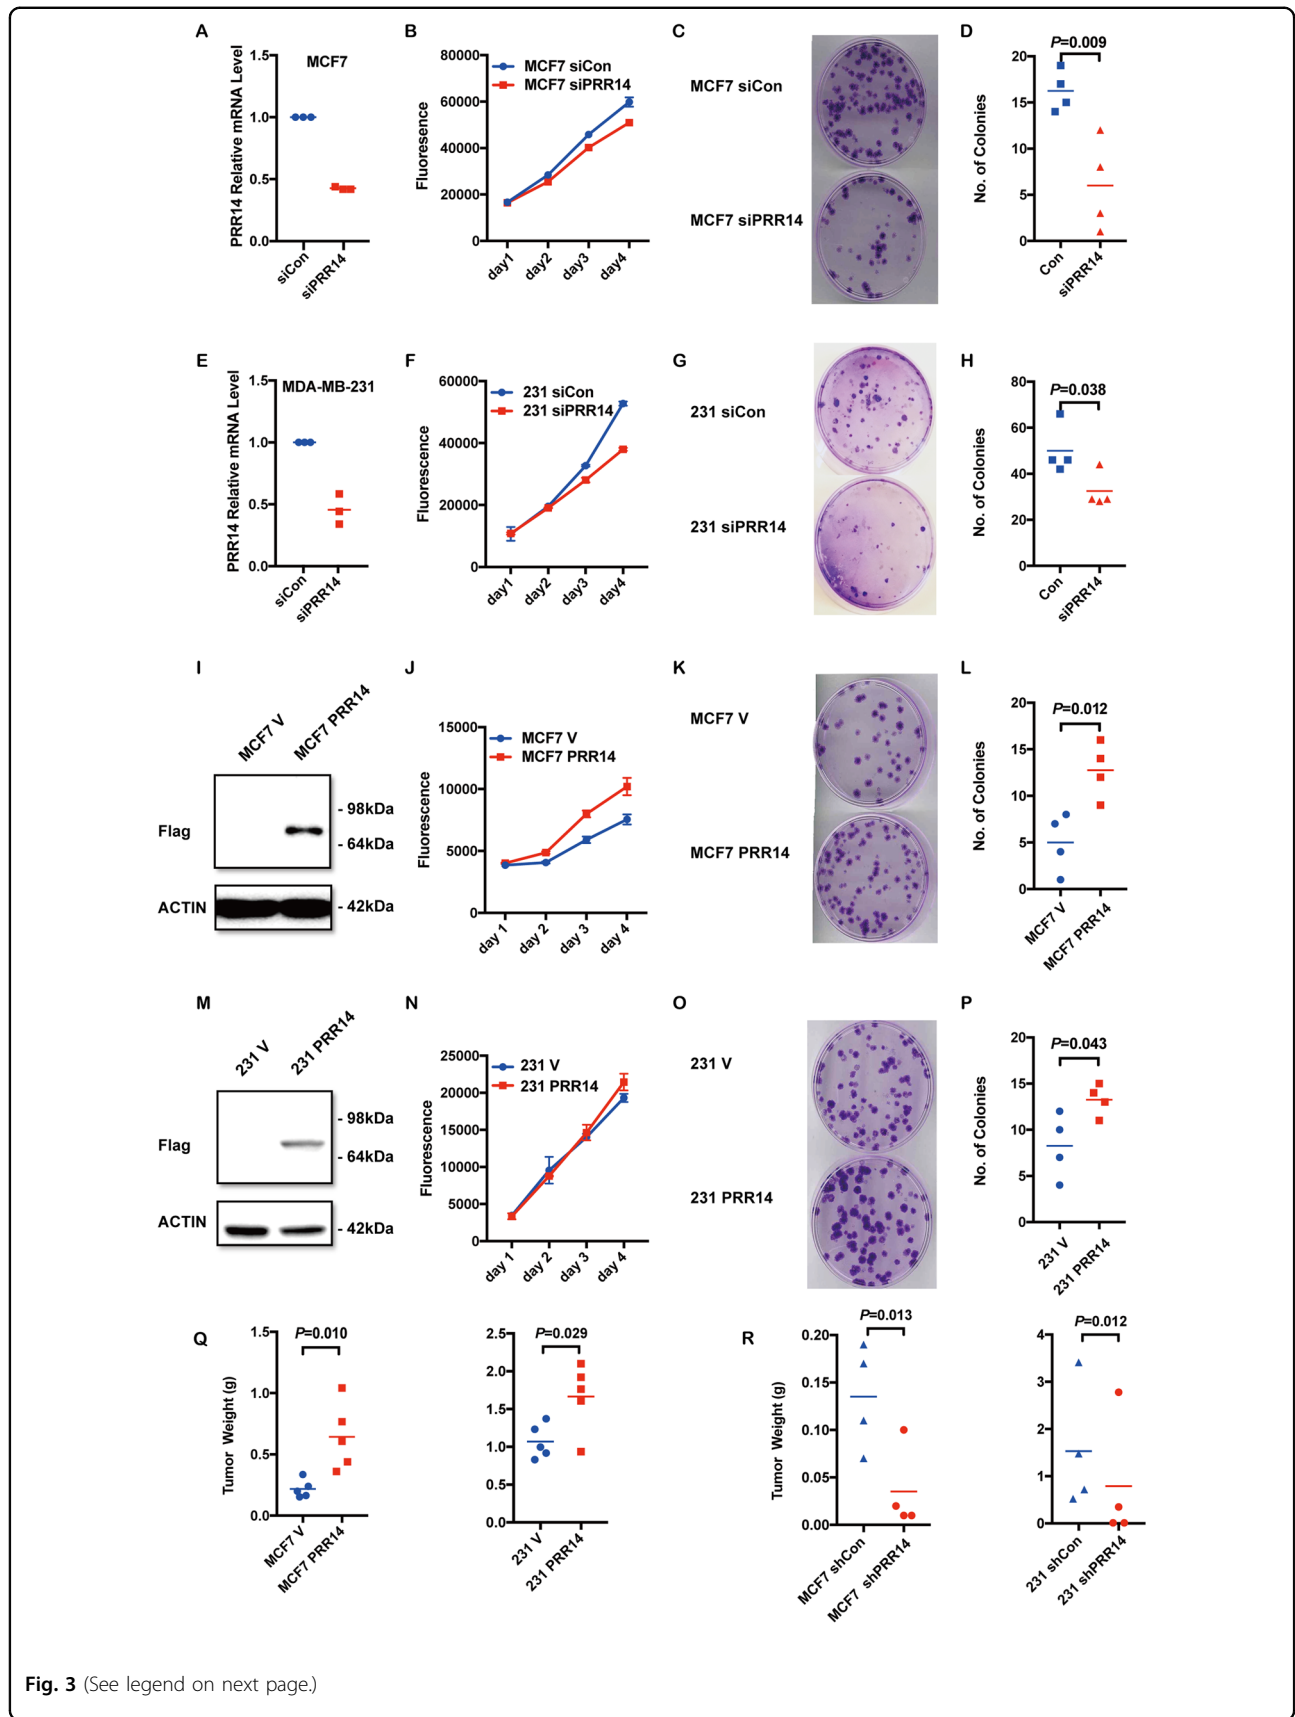 A
1.5
1.0
0.5
0.0
PRR14 Relative mRNA Level
MCF7
siCon
siPRR14
B
80000
60000
40000
20000
0
Fluoresence
MCF7 siCon
MCF7 siPRR14
day1
day2
day3
day4
C
MCF7 siCon
MCF7 siPRR14
D
P=0.009
20
15
10
5
0
No. of Colonies
Con
siPRR14
E
1.5
1.0
0.5
0.0
PRR14 Relative mRNA Level
MDA-MB-231
siCon
siPRR14
F
60000
40000
20000
0
Fluorescence
231 siCon
231 siPRR14
day1
day2
day3
day4
G
231 siCon
231 siPRR14
H
P=0.038
80
60
40
20
0
No. of Colonies
Con
siPRR14
I
MCF7 V
MCF7 PRR14
Flag
- 98kDa
- 64kDa
ACTIN
- 42kDa
J
15000
10000
5000
0
Fluorescence
MCF7 V
MCF7 PRR14
day 1
day 2
day 3
day 4
K
MCF7 V
MCF7 PRR14
L
P=0.012
20
15
10
5
0
No. of Colonies
MCF7 V
MCF7 PRR14
M
231 V
231 PRR14
Flag
- 98kDa
- 64kDa
ACTIN
- 42kDa
N
25000
20000
15000
10000
5000
0
Fluorescence
231 V
231 PRR14
day 1
day 2
day 3
day 4
O
231 V
231 PRR14
P
P=0.043
20
15
10
5
0
No. of Colonies
231 V
231 PRR14
Q
P=0.010
1.5
1.0
0.5
0.0
Tumor Weight (g)
MCF7 V
MCF7 PRR14
P=0.029
2.5
2.0
1.5
1.0
0.5
0.0
231 V
231 PRR14
R
P=0.013
0.20
0.15
0.10
0.05
0.00
Tumor Weight (g)
MCF7 shCon
MCF7 shPRR14
P=0.012
4
3
2
1
0
231 shCon
231 shPRR14
Fig. 3 (See legend on next page.)